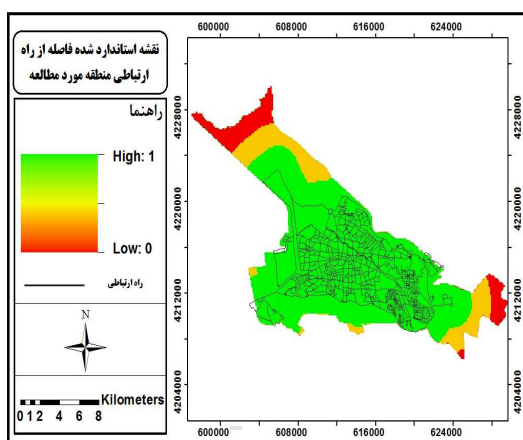 نقشه استاندارد شده فاصله از راه
ارتباطی منطقه مورد مطالعه
راهنما
High: 1
Low: 0
راه ارتباطی
N
Kilometers
0 1 2 4 6 8
600000 608000 616000 624000
4228000
4220000
4212000
4204000
4228000
4220000
4212000
4204000
600000 608000 616000 624000